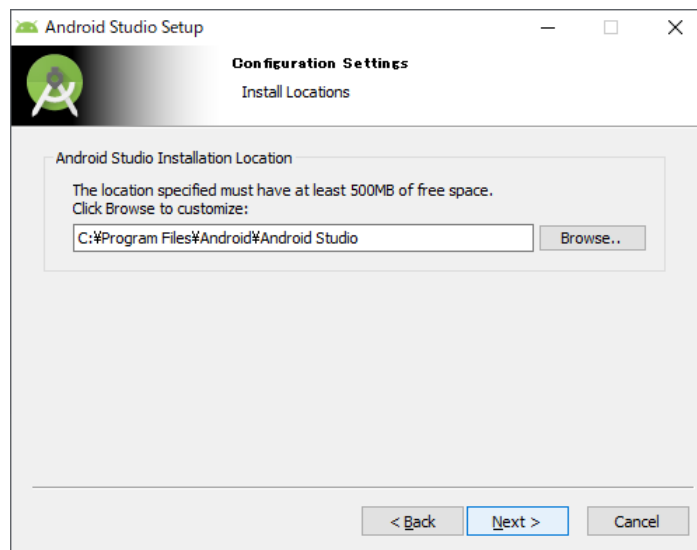 Android Studio Setup
Configuration Settings
Install Locations
Android Studio Installation Location
The location specified must have at least 500MB of free space.
Click Browse to customize:
C:¥Program Files¥Android¥Android Studio
Browse..
< Back
Next >
Cancel